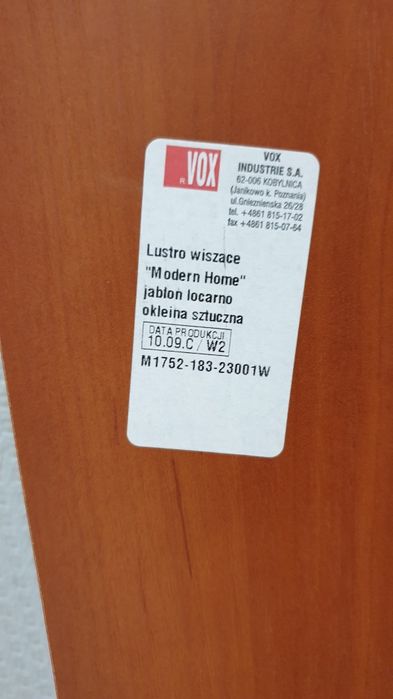 ® VOX
VOX
INDUSTRIE S.A.
62-006 KOBYLNICA
(Janikowo k. Poznania)
ul.Gnieznienska 26/28
tel. +4861 815-17-02
fax +4861 815-07-64
Lustro wiszace
"Modern Home"
jablon locarno
okleina sztuczna
DATA PRODUKCJI
10.09.C / W2
M1752-183-23001W